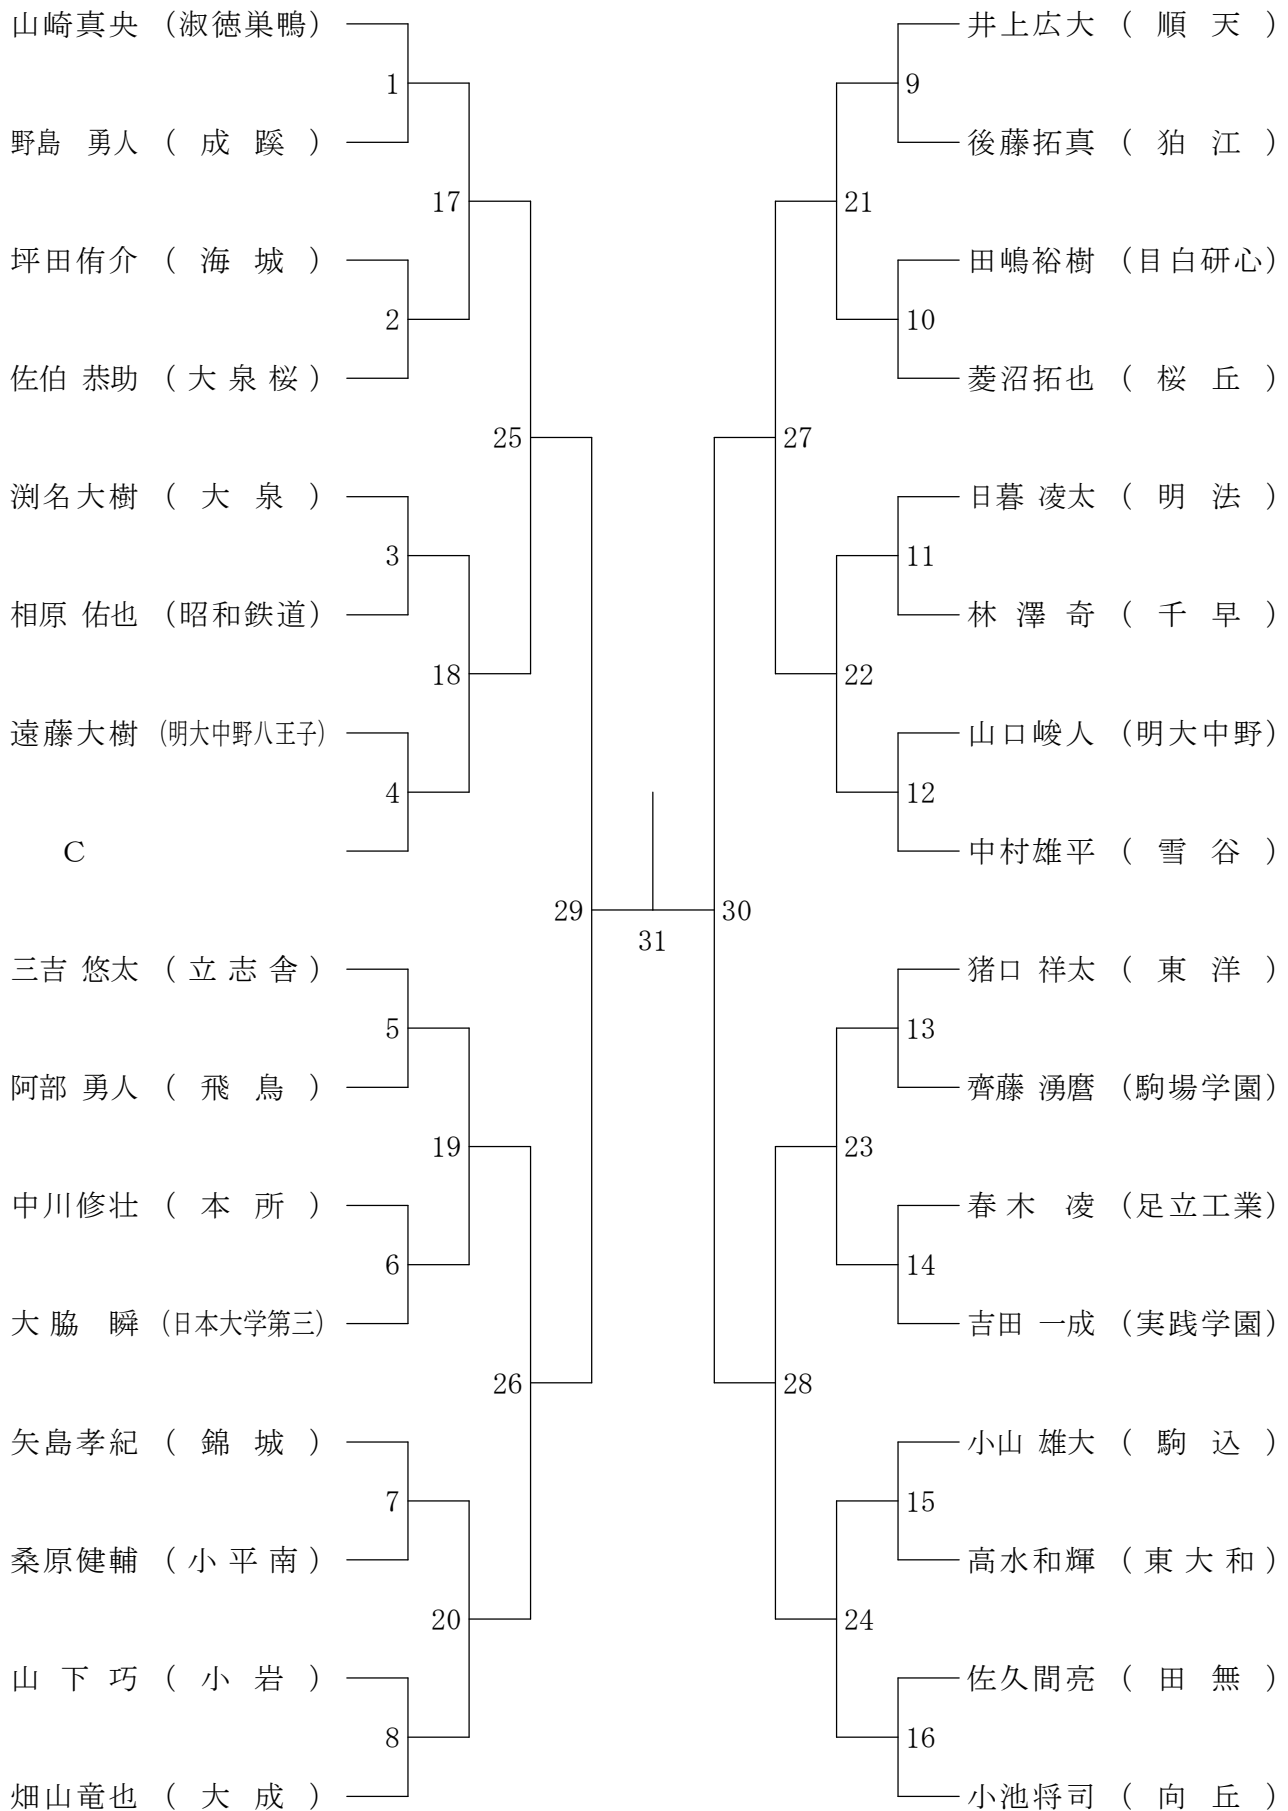 山崎真央 (淑徳巣鴨)
1
野島 勇人 (成蹊)
17
坪田侑介 (海城)
2
佐伯 恭助 (大泉桜)
25
渕名大樹 (大泉)
3
相原 佑也 (昭和鉄道)
18
遠藤大樹 (明大中野八王子)
4
C
29
三吉 悠太 (立志舎)
5
阿部 勇人 (飛鳥)
19
中川修壮 (本所)
6
大脇 瞬 (日本大学第三)
26
矢島孝紀 (錦城)
7
桑原健輔 (小平南)
20
山下巧 (小岩)
8
畑山竜也 (大成)
31
井上広大 (順天)
9
後藤拓真 (狛江)
21
田嶋裕樹 (目白研心)
10
菱沼拓也 (桜丘)
27
日暮 凌太 (明法)
11
林澤奇 (千早)
22
山口峻人 (明大中野)
12
中村雄平 (雪谷)
30
猪口 祥太 (東洋)
13
齊藤 湧麿 (駒場学園)
23
春木 凌 (足立工業)
14
吉田 一成 (実践学園)
28
小山 雄大 (駒込)
15
高水和輝 (東大和)
24
佐久間亮 (田無)
16
小池将司 (向丘)